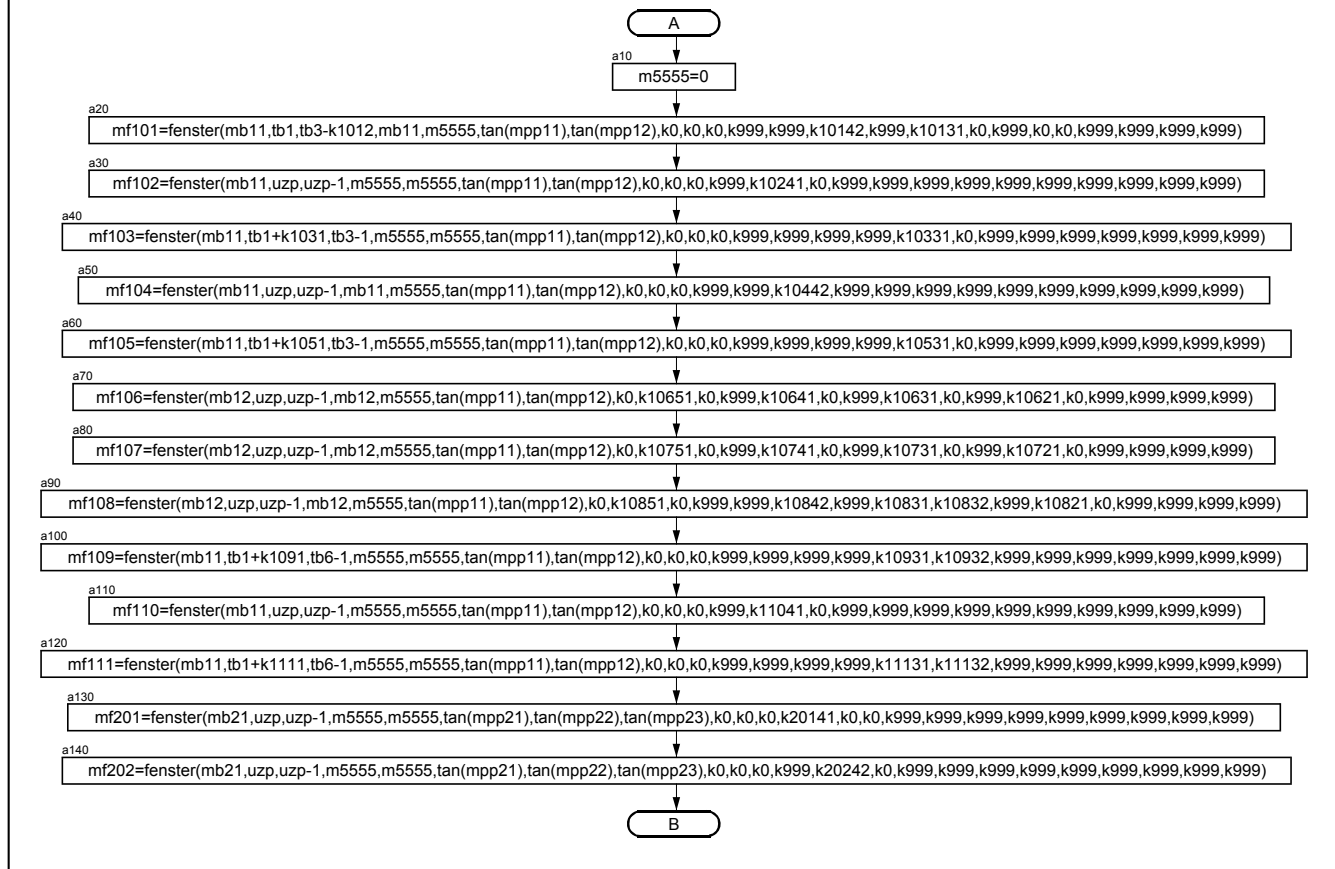 A
a10
m5555=0
a20
mf101=fenster(mb11,tb1,tb3-k1012,mb11,m5555,tan(mpp11),tan(mpp12),k0,k0,k0,k999,k999,k10142,k999,k10131,k0,k999,k0,k0,k999,k999,k999,k999)
a30
mf102=fenster(mb11,uzp,uzp-1,m5555,m5555,tan(mpp11),tan(mpp12),k0,k0,k0,k999,k10241,k0,k999,k999,k999,k999,k999,k999,k999,k999,k999,k999)
a40
mf103=fenster(mb11,tb1+k1031,tb3-1,m5555,m5555,tan(mpp11),tan(mpp12),k0,k0,k0,k999,k999,k999,k999,k10331,k0,k999,k999,k999,k999,k999,k999,k999)
a50
mf104=fenster(mb11,uzp,uzp-1,mb11,m5555,tan(mpp11),tan(mpp12),k0,k0,k0,k999,k999,k10442,k999,k999,k999,k999,k999,k999,k999,k999,k999,k999)
a60
mf105=fenster(mb11,tb1+k1051,tb3-1,m5555,m5555,tan(mpp11),tan(mpp12),k0,k0,k0,k999,k999,k999,k999,k10531,k0,k999,k999,k999,k999,k999,k999,k999)
a70
mf106=fenster(mb12,uzp,uzp-1,mb12,m5555,tan(mpp11),tan(mpp12),k0,k10651,k0,k999,k10641,k0,k999,k10631,k0,k999,k10621,k0,k999,k999,k999,k999)
a80
mf107=fenster(mb12,uzp,uzp-1,mb12,m5555,tan(mpp11),tan(mpp12),k0,k10751,k0,k999,k10741,k0,k999,k10731,k0,k999,k10721,k0,k999,k999,k999,k999)
a90
mf108=fenster(mb12,uzp,uzp-1,mb12,m5555,tan(mpp11),tan(mpp12),k0,k10851,k0,k999,k999,k10842,k999,k10831,k10832,k999,k10821,k0,k999,k999,k999,k999)
a100
mf109=fenster(mb11,tb1+k1091,tb6-1,m5555,m5555,tan(mpp11),tan(mpp12),k0,k0,k0,k999,k999,k999,k999,k10931,k10932,k999,k999,k999,k999,k999,k999,k999)
a110
mf110=fenster(mb11,uzp,uzp-1,m5555,m5555,tan(mpp11),tan(mpp12),k0,k0,k0,k999,k11041,k0,k999,k999,k999,k999,k999,k999,k999,k999,k999,k999)
a120
mf111=fenster(mb11,tb1+k1111,tb6-1,m5555,m5555,tan(mpp11),tan(mpp12),k0,k0,k0,k999,k999,k999,k999,k11131,k11132,k999,k999,k999,k999,k999,k999,k999)
a130
mf201=fenster(mb21,uzp,uzp-1,m5555,m5555,tan(mpp21),tan(mpp22),tan(mpp23),k0,k0,k0,k20141,k0,k0,k999,k999,k999,k999,k999,k999,k999,k999,k999)
a140
mf202=fenster(mb21,uzp,uzp-1,m5555,m5555,tan(mpp21),tan(mpp22),tan(mpp23),k0,k0,k0,k999,k20242,k0,k999,k999,k999,k999,k999,k999,k999,k999,k999)
B